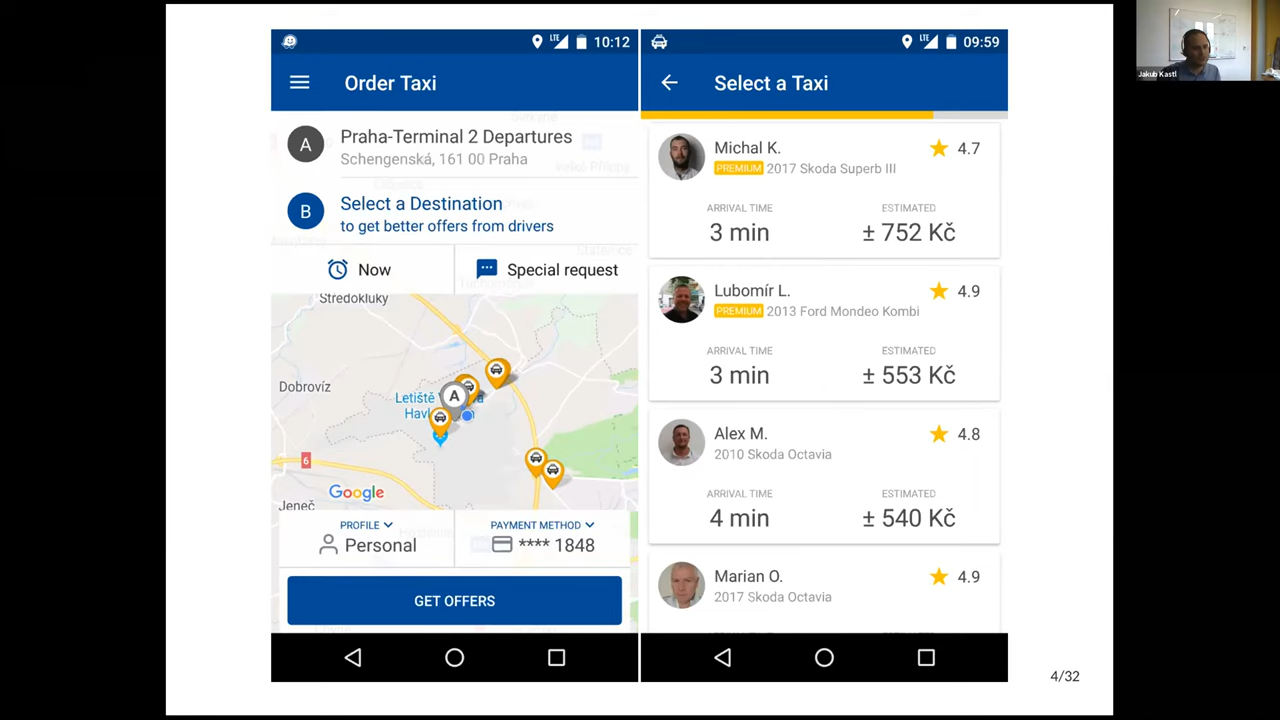 LTE 10:12
Order Taxi
A
Praha-Terminal 2 Departures
Schengenská, 161 00 Praha
B
Select a Destination
to get better offers from drivers
Now
Special request
Stredokluky
Dobrovíz
Letiště
Havl
A
6
Google
Jeneč
PROFILE
Personal
PAYMENT METHOD
**** 1848
GET OFFERS
LTE 09:59
Select a Taxi
Michal K. 4.7
PREMIUM 2017 Skoda Superb III
ARRIVAL TIME ESTIMATED
3 min ± 752 Kč
Lubomír L. 4.9
PREMIUM 2013 Ford Mondeo Kombi
ARRIVAL TIME ESTIMATED
3 min ± 553 Kč
Alex M. 4.8
2010 Skoda Octavia
ARRIVAL TIME ESTIMATED
4 min ± 540 Kč
Marian O. 4.9
2017 Skoda Octavia
4/32
Jakub Kastl